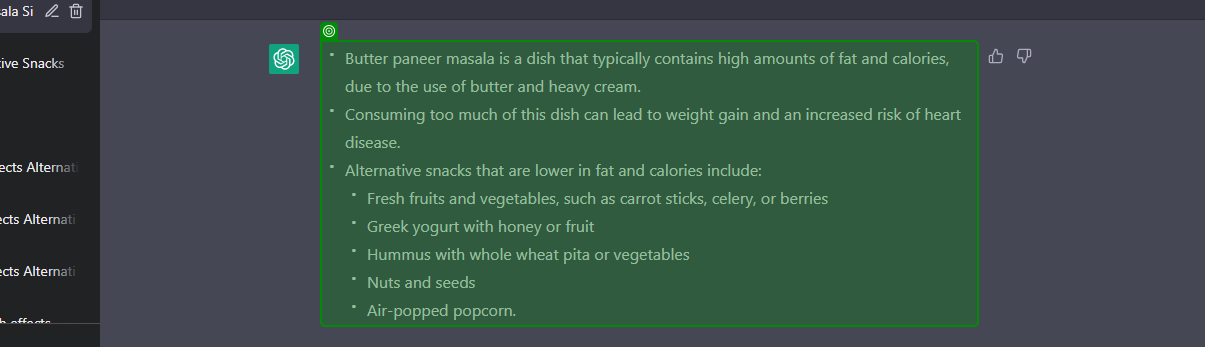 ala Si
tive Snacks
ects Alternati
ects Alternati
ects Alternati
Butter paneer masala is a dish that typically contains high amounts of fat and calories,
due to the use of butter and heavy cream.
Consuming too much of this dish can lead to weight gain and an increased risk of heart
disease.
Alternative snacks that are lower in fat and calories include:
Fresh fruits and vegetables, such as carrot sticks, celery, or berries
Greek yogurt with honey or fruit
Hummus with whole wheat pita or vegetables
Nuts and seeds
Air-popped popcorn.